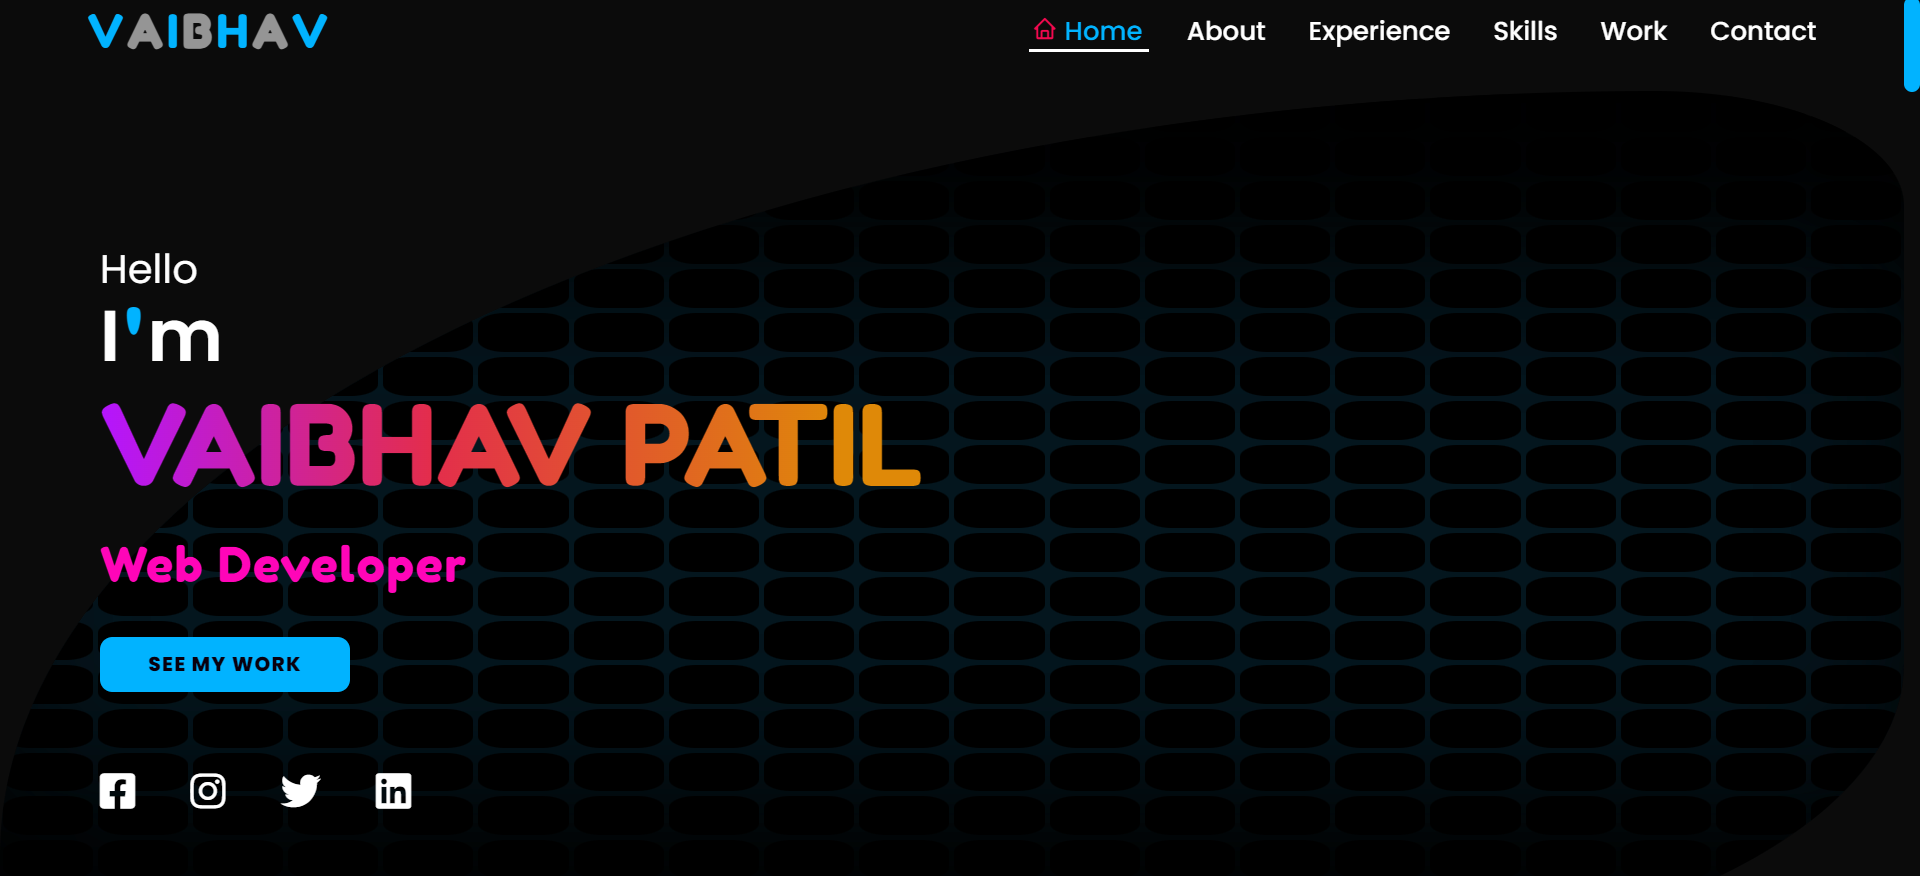 VAIBHAV
Home About Experience Skills Work Contact
Hello
I'm
VAIBHAV PATIL
Web Developer
SEE MY WORK